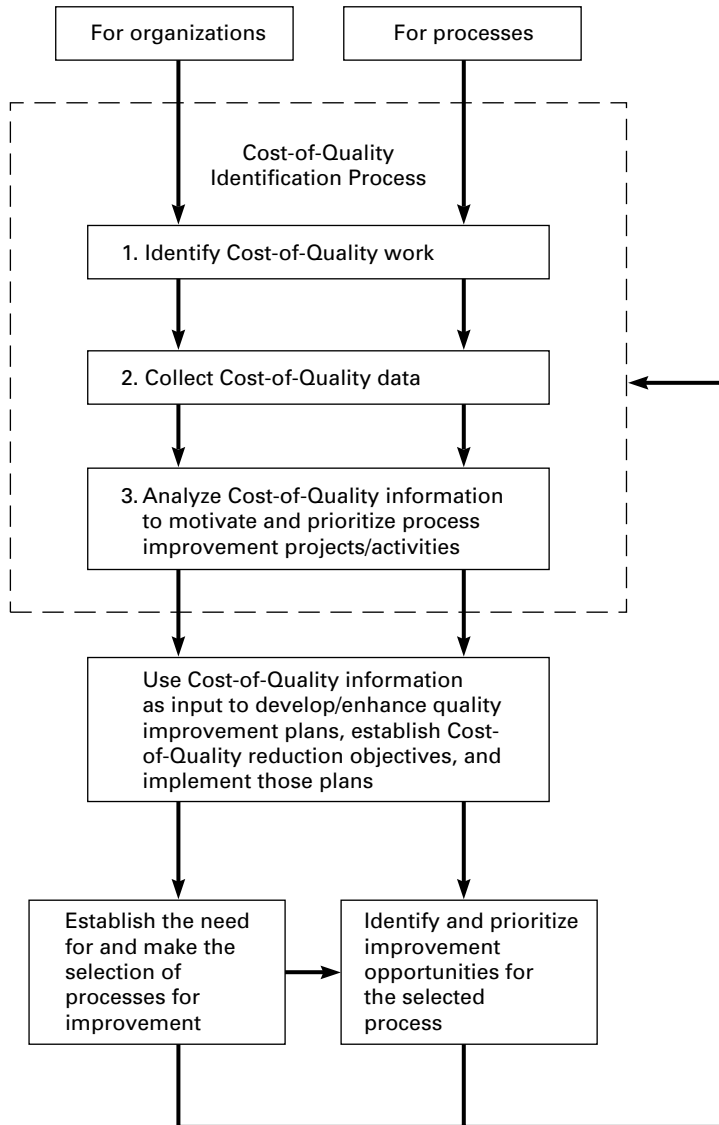 For organizations
For processes
Cost-of-Quality
Identification Process
1. Identify Cost-of-Quality work
2. Collect Cost-of-Quality data
3. Analyze Cost-of-Quality information
to motivate and prioritize process
improvement projects/activities
Use Cost-of-Quality information
as input to develop/enhance quality
improvement plans, establish Cost-
of-Quality reduction objectives, and
implement those plans
Establish the need
for and make the
selection of
processes for
improvement
Identify and prioritize
improvement
opportunities for
the selected
process